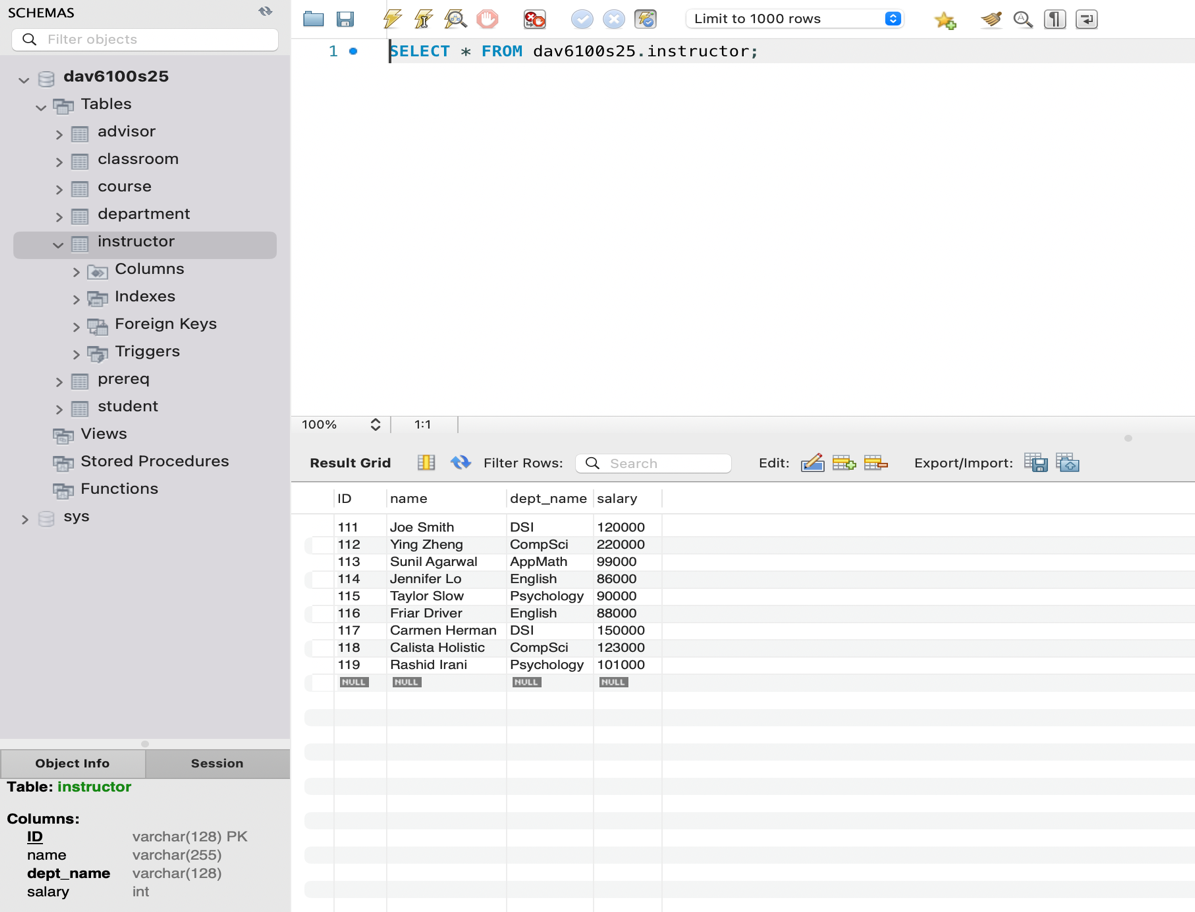 SCHEMAS
Filter objects
dav6100s25
Tables
advisor
classroom
course
department
instructor
Columns
Indexes
Foreign Keys
Triggers
prereq
student
Views
Stored Procedures
Functions
sys
Object Info Session
Table: instructor
Columns:
ID varchar(128) PK
name varchar(255)
dept_name varchar(128)
salary int
Limit to 1000 rows
1 SELECT * FROM dav6100s25.instructor;
100% 1:1
Result Grid Filter Rows: Search Edit: Export/Import:
ID name dept_name salary
111 Joe Smith DSI 120000
112 Ying Zheng CompSci 220000
113 Sunil Agarwal AppMath 99000
114 Jennifer Lo English 86000
115 Taylor Slow Psychology 90000
116 Friar Driver English 88000
117 Carmen Herman DSI 150000
118 Calista Holistic CompSci 123000
119 Rashid Irani Psychology 101000
NULL NULL NULL NULL